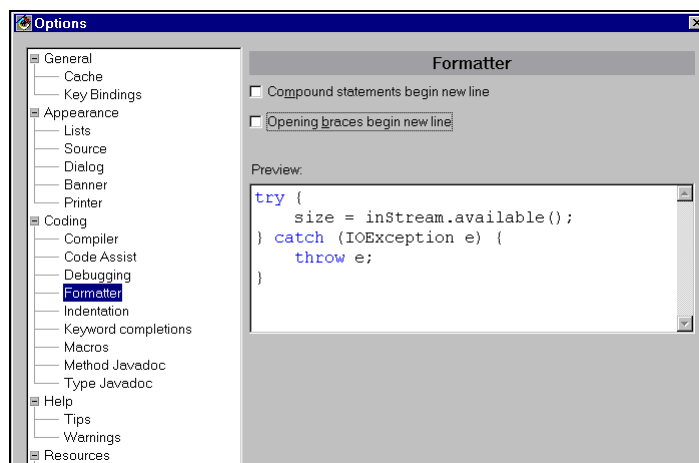 Options
General
Cache
Key Bindings
Appearance
Lists
Source
Dialog
Banner
Printer
Coding
Compiler
Code Assist
Debugging
Formatter
Indentation
Keyword completions
Macros
Method Javadoc
Type Javadoc
Help
Tips
Warnings
Resources
Formatter
Compound statements begin new line
Opening braces begin new line
Preview:
try {
    size = inStream.available();
} catch (IOException e) {
    throw e;
}